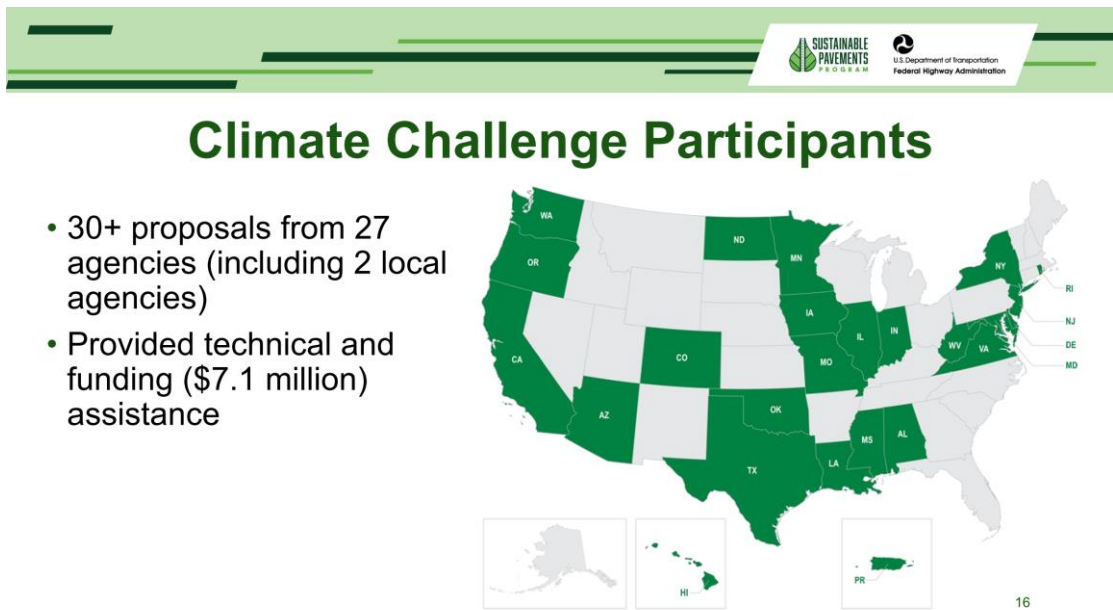 SUSTAINABLE
PAVEMENTS
PROGRAM
U.S. Department of Transportation
Federal Highway Administration
Climate Challenge Participants
• 30+ proposals from 27
agencies (including 2 local
agencies)
• Provided technical and
funding ($7.1 million)
assistance
WA
OR
CA
AZ
CO
ND
MN
IA
MO
OK
TX
LA
MS
AL
IL
IN
WV
VA
NY
RI
NJ
DE
MD
HI
PR
16